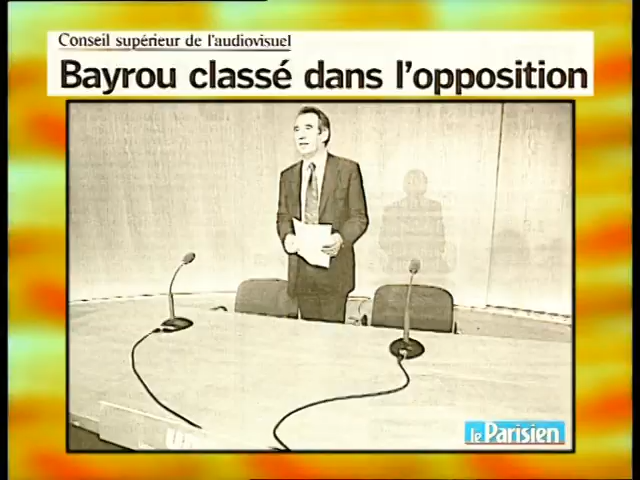 Conseil supérieur de l'audiovisuel
Bayrou classé dans l'opposition
le Parisien